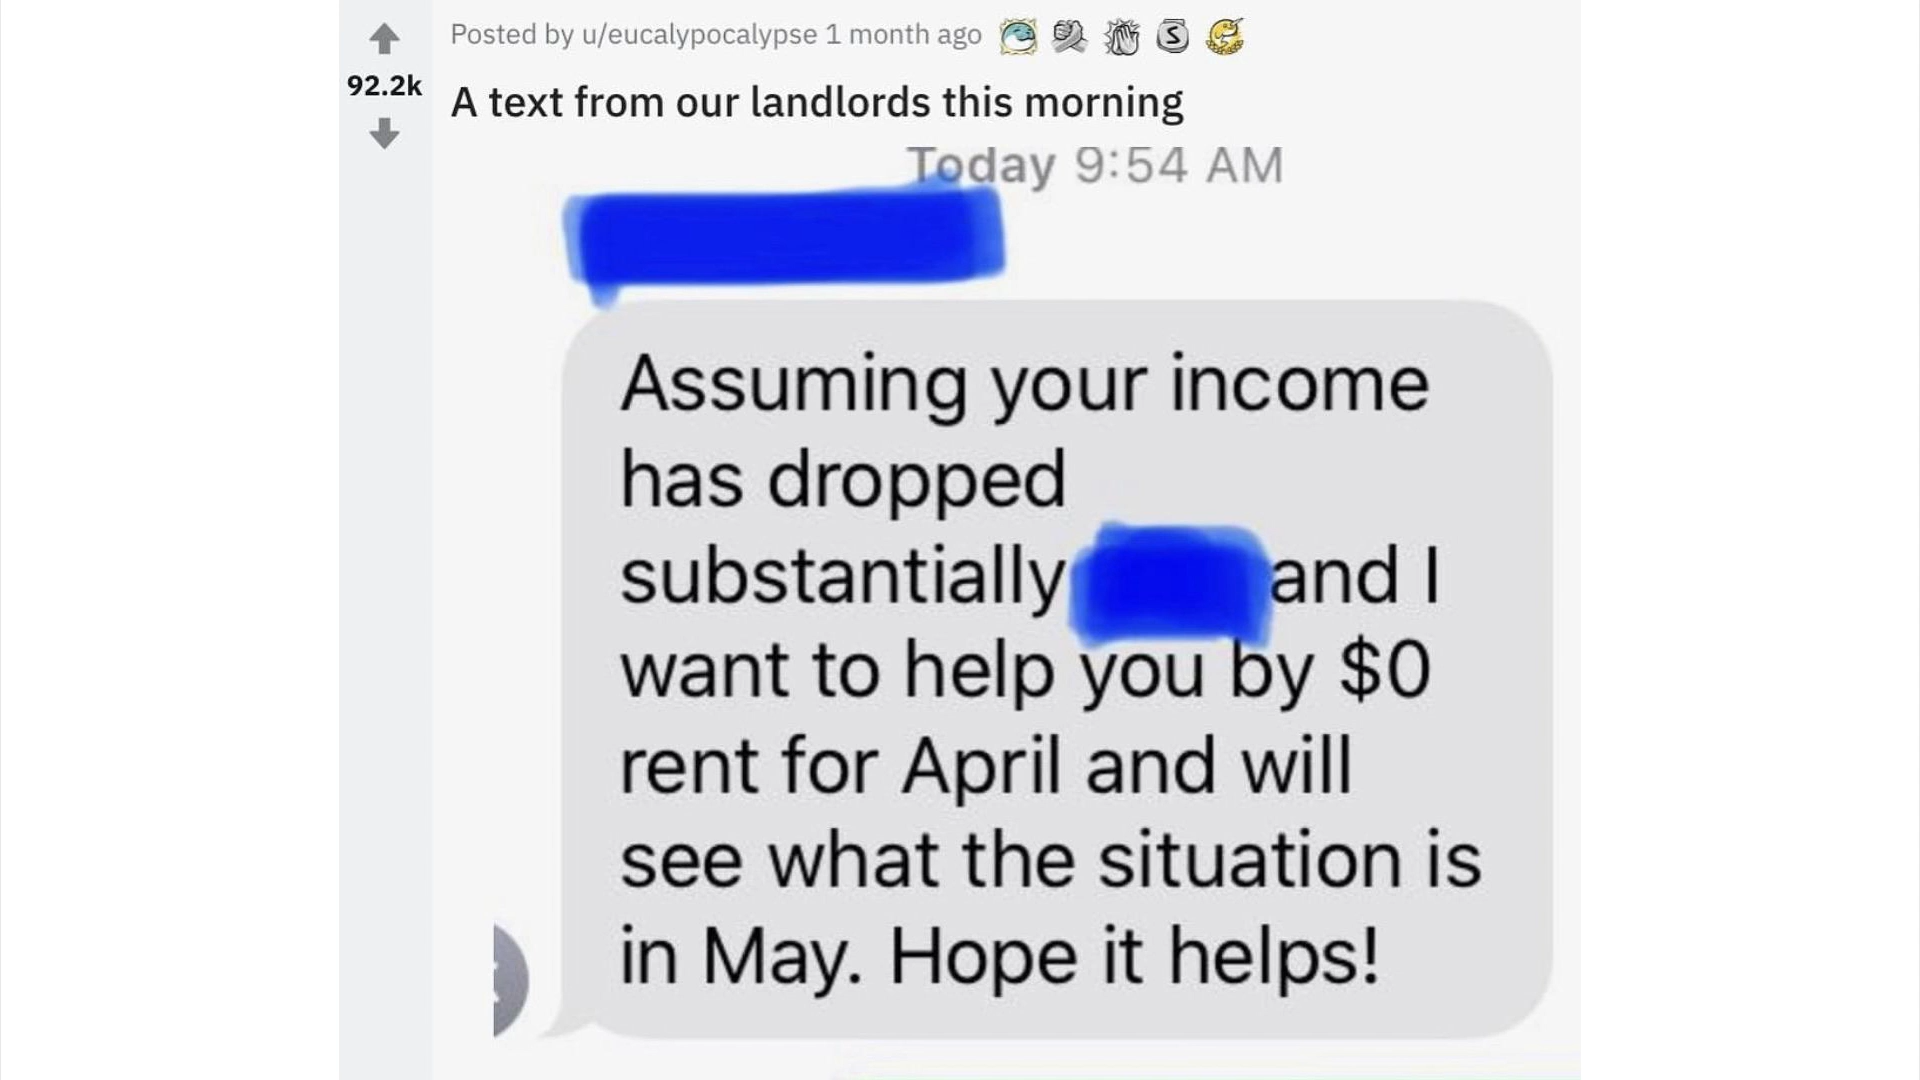 Posted by u/eucalypocalypse 1 month ago
92.2k
A text from our landlords this morning
Today 9:54 AM
Assuming your income
has dropped
substantially and I
want to help you by $0
rent for April and will
see what the situation is
in May. Hope it helps!